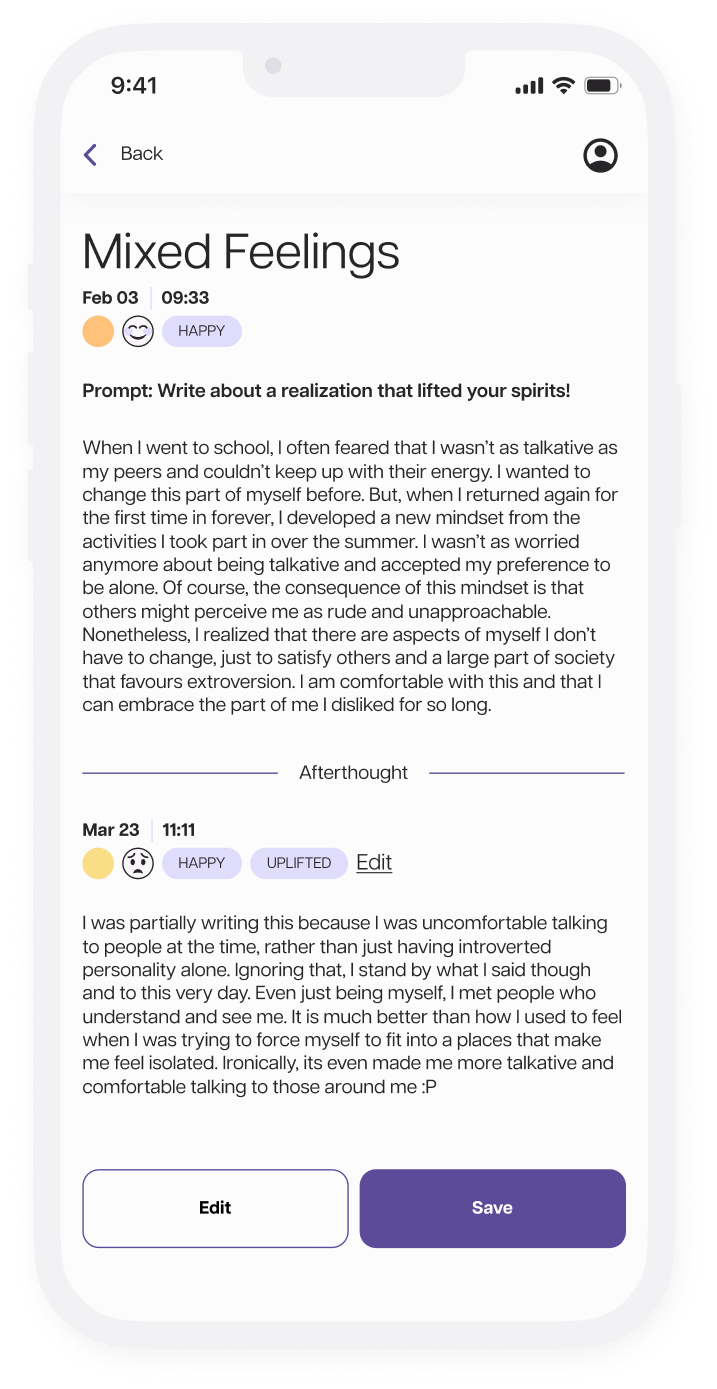 9:41
Back
Mixed Feelings
Feb 03 09:33
HAPPY
Prompt: Write about a realization that lifted your spirits!
When I went to school, I often feared that I wasn’t as talkative as
my peers and couldn’t keep up with their energy. I wanted to
change this part of myself before. But, when I returned again for
the first time in forever, I developed a new mindset from the
activities I took part in over the summer. I wasn’t as worried
anymore about being talkative and accepted my preference to
be alone. Of course, the consequence of this mindset is that
others might perceive me as rude and unapproachable.
Nonetheless, I realized that there are aspects of myself I don’t
have to change, just to satisfy others and a large part of society
that favours extroversion. I am comfortable with this and that I
can embrace the part of me I disliked for so long.
Afterthought
Mar 23 11:11
HAPPY UPLIFTED Edit
I was partially writing this because I was uncomfortable talking
to people at the time, rather than just having introverted
personality alone. Ignoring that, I stand by what I said though
and to this very day. Even just being myself, I met people who
understand and see me. It is much better than how I used to feel
when I was trying to force myself to fit into a places that make
me feel isolated. Ironically, its even made me more talkative and
comfortable talking to those around me :P
Edit Save